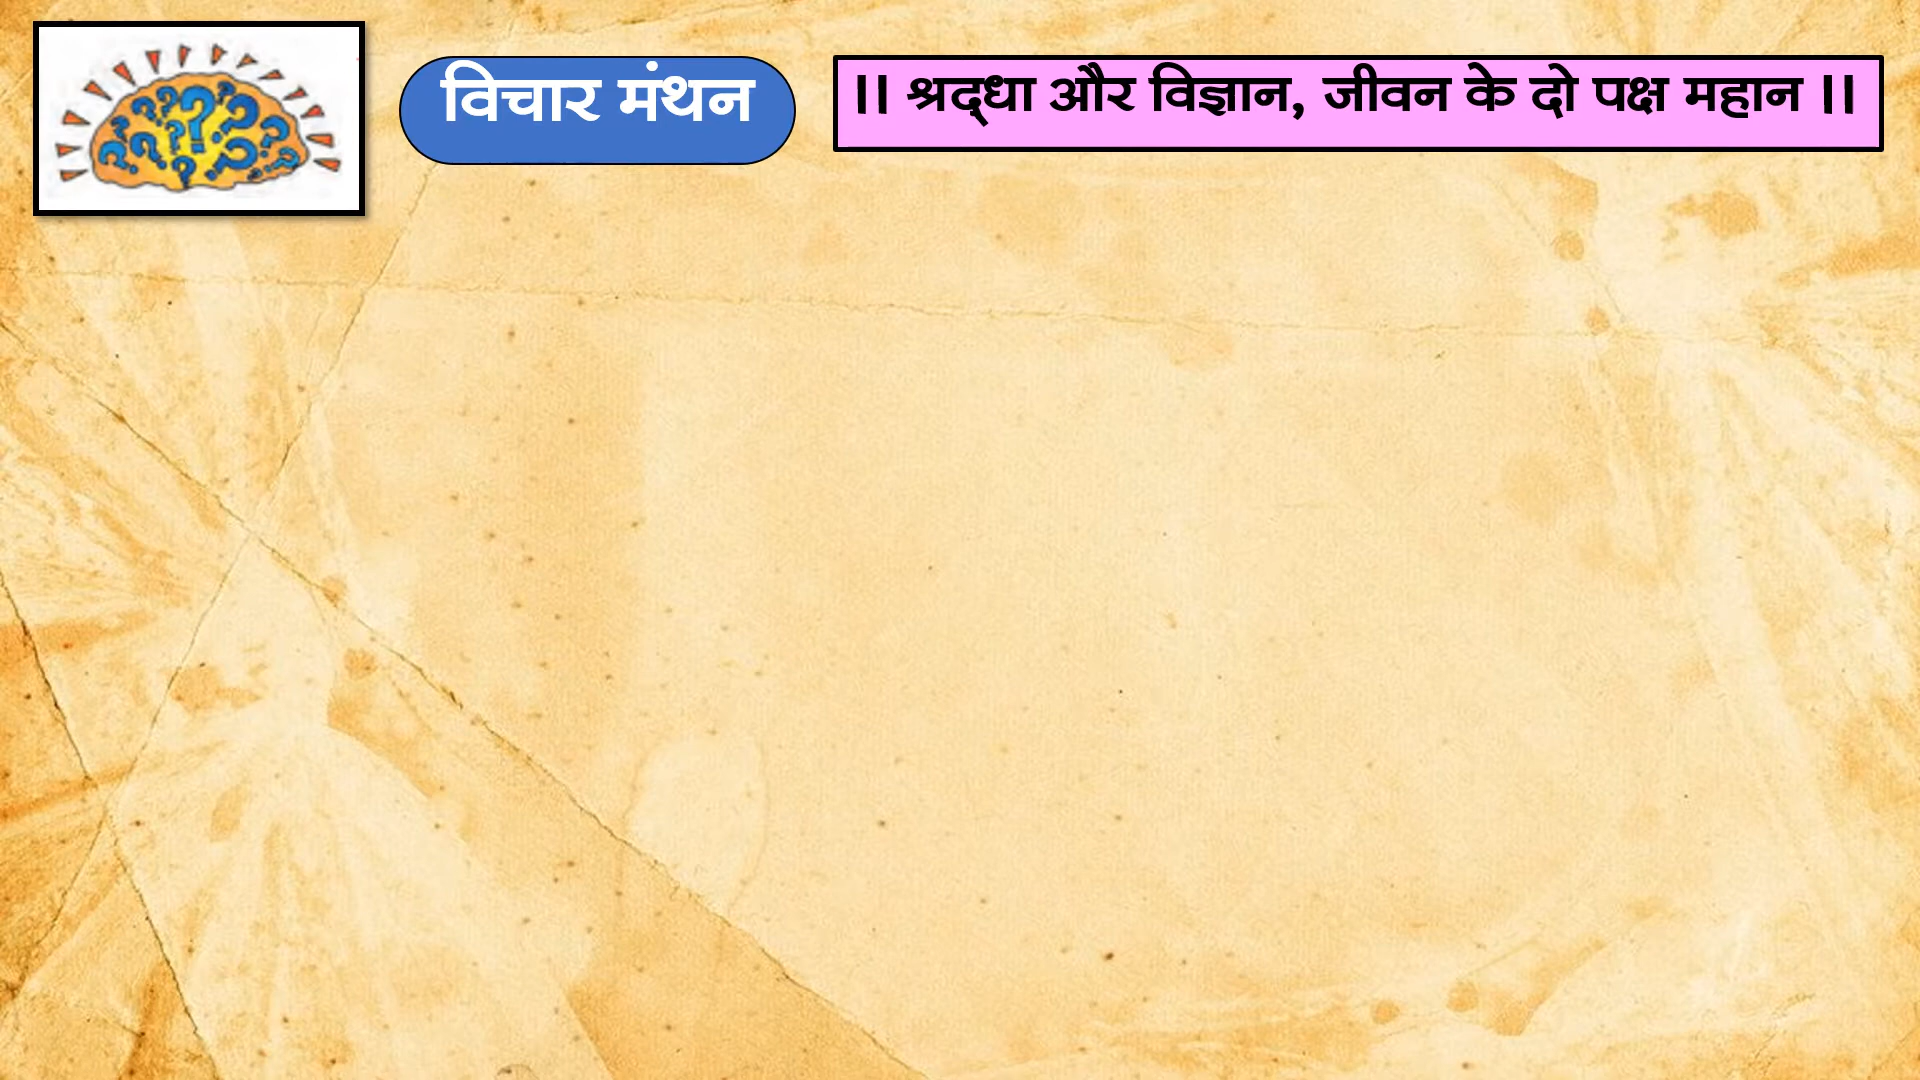 विचार मंथन
।। श्रद्धा और विज्ञान, जीवन के दो पक्ष महान ।।